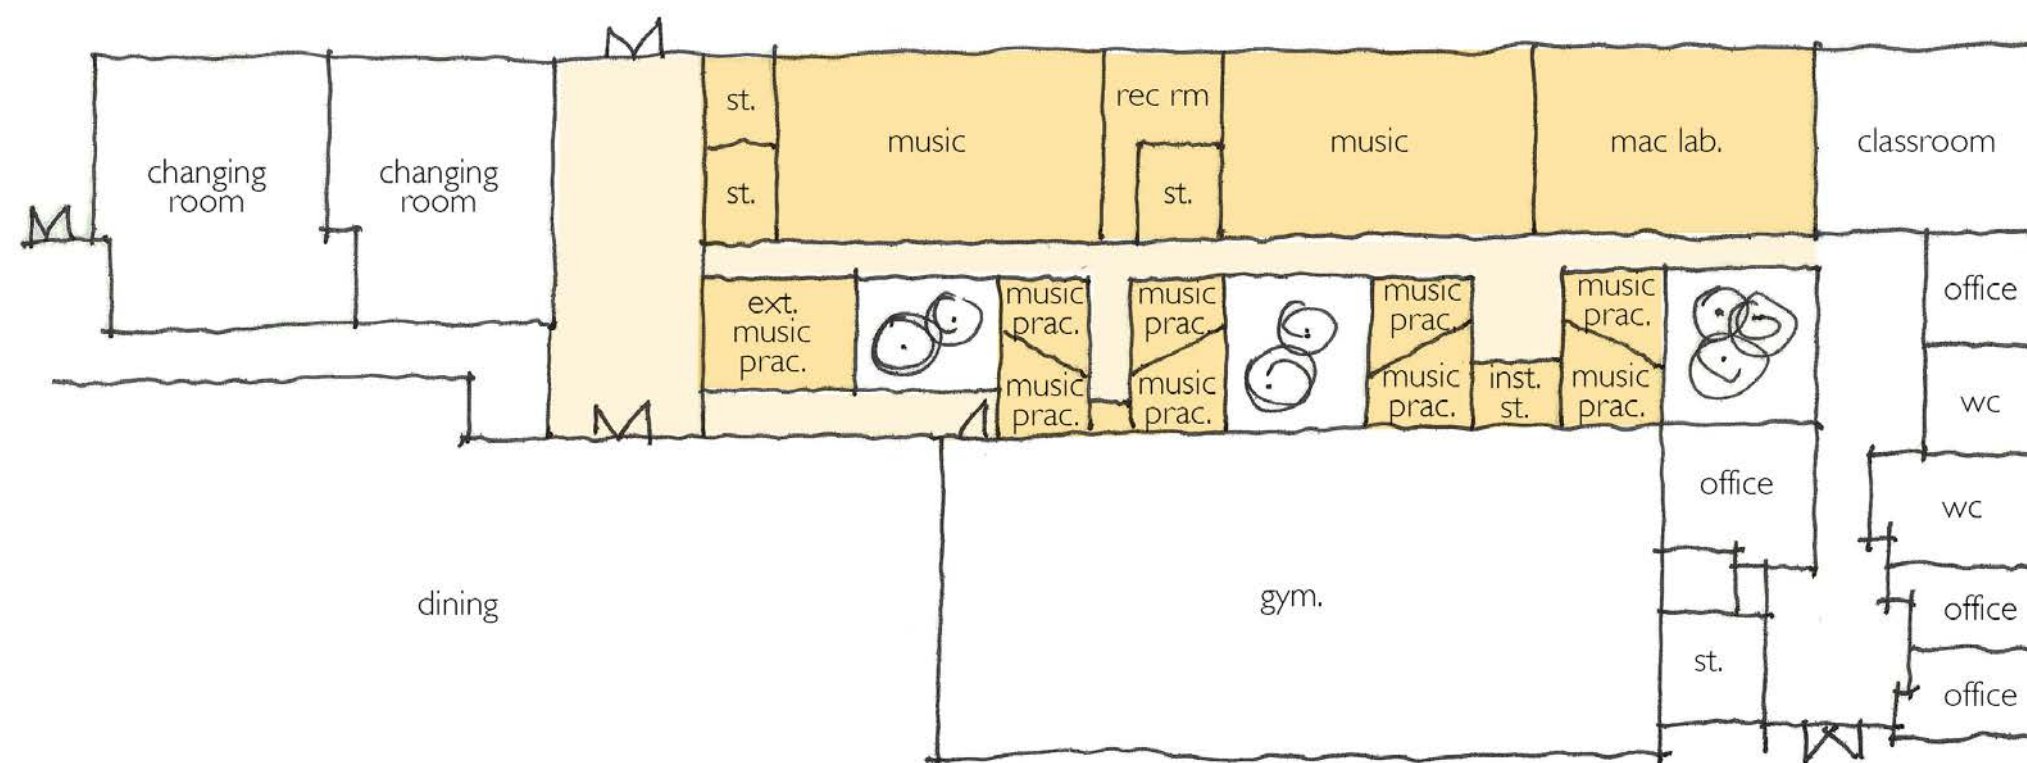 changing
room
changing
room
st.
st.
music
rec rm
st.
music
mac lab.
classroom
ext.
music
prac.
music
prac.
music
prac.
music
prac.
music
prac.
music
prac.
music
prac.
inst.
st.
music
prac.
music
prac.
office
wc
office
wc
st.
office
office
dining
gym.